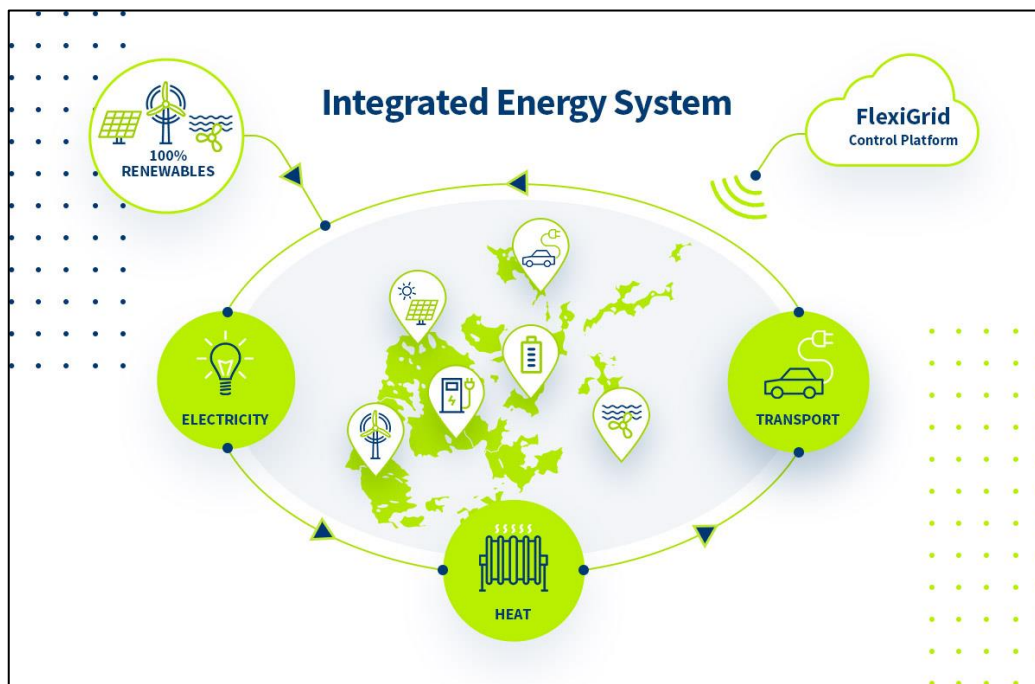 Integrated Energy System
100%
RENEWABLES
FlexiGrid
Control Platform
ELECTRICITY
TRANSPORT
HEAT